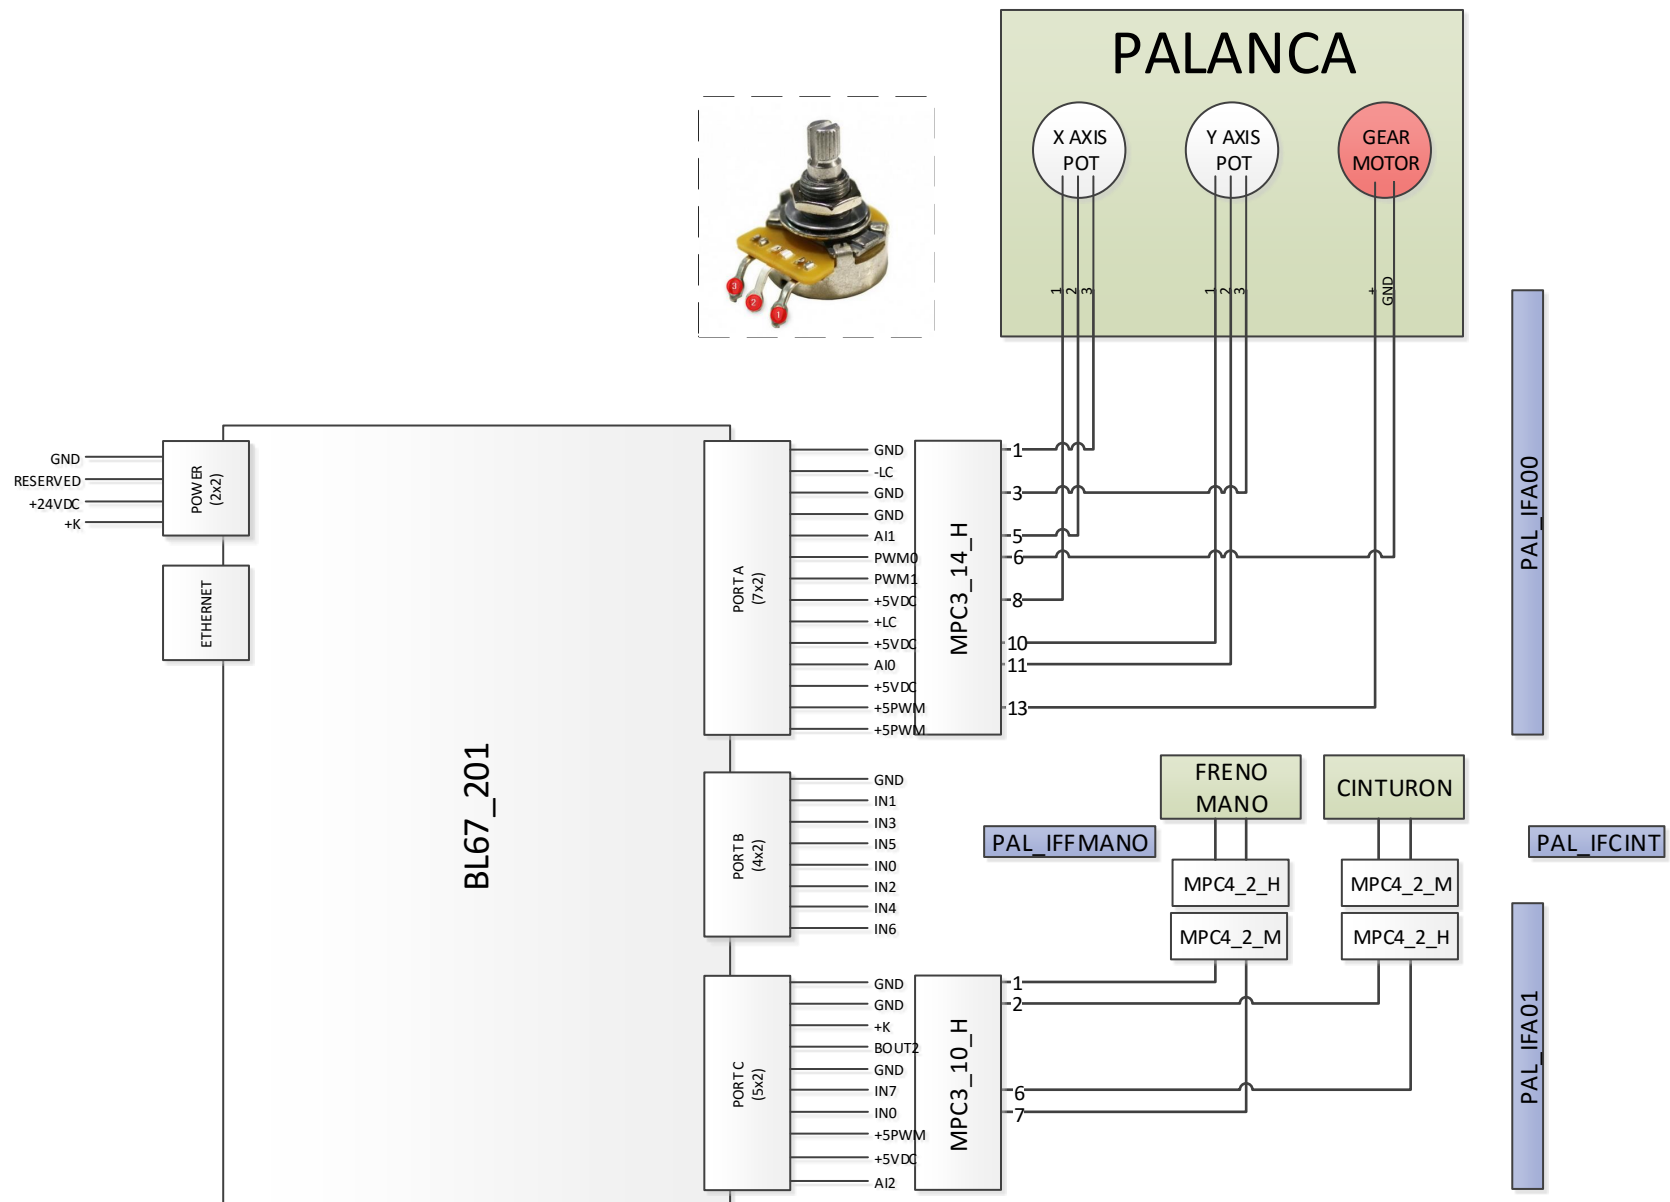 PALANCA
X AXIS
POT
Y AXIS
POT
GEAR
MOTOR
3
2
1
1
2
3
1
2
3
+
GND
PAL_IFA00
GND
RESERVED
+24VDC
+K
POWER
(2x2)
ETHERNET
BL67_201
PORT A
(7x2)
GND
-LC
GND
GND
AI1
PWM0
PWM1
+5VDC
+LC
+5VDC
AI0
+5VDC
+5PWM
+5PWM
MPC3_14_H
1
3
5
6
8
10
11
13
PORT B
(4x2)
GND
IN1
IN3
IN5
IN0
IN2
IN4
IN6
FRENO
MANO
CINTURON
PAL_IFFMANO
PAL_IFCINT
MPC4_2_H
MPC4_2_M
MPC4_2_M
MPC4_2_H
PORT C
(5x2)
GND
GND
+K
BOUT2
GND
IN7
IN0
+5PWM
+5VDC
AI2
MPC3_10_H
1
2
6
7
PAL_IFA01